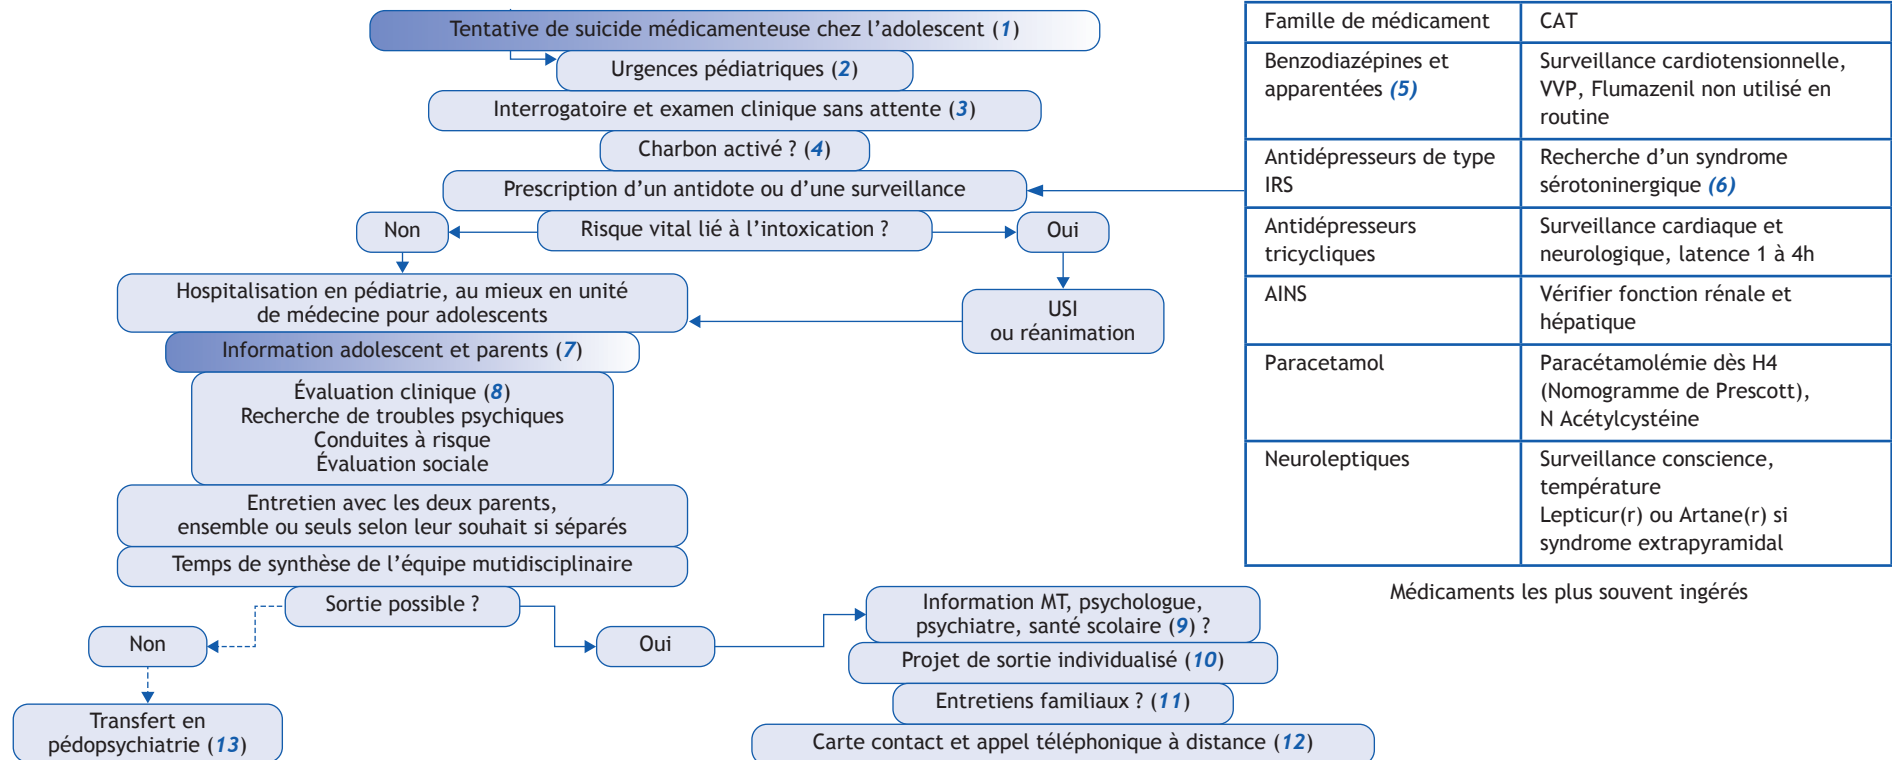 Tentative de suicide médicamenteuse chez l’adolescent (1)
Urgences pédiatriques (2)
Interrogatoire et examen clinique sans attente (3)
Charbon activé ? (4)
Prescription d’un antidote ou d’une surveillance
Non
Risque vital lié à l’intoxication ?
Oui
Hospitalisation en pédiatrie, au mieux en unité
de médecine pour adolescents
USI
ou réanimation
Information adolescent et parents (7)
Évaluation clinique (8)
Recherche de troubles psychiques
Conduites à risque
Évaluation sociale
Entretien avec les deux parents,
ensemble ou seuls selon leur souhait si séparés
Temps de synthèse de l’équipe mutidisciplinaire
Sortie possible ?
Non
Oui
Transfert en
pédopsychiatrie (13)
Information MT, psychologue,
psychiatre, santé scolaire (9) ?
Projet de sortie individualisé (10)
Entretiens familiaux ? (11)
Carte contact et appel téléphonique à distance (12)
Famille de médicament
CAT
Benzodiazépines et
apparentées (5)
Surveillance cardiotensionnelle,
VVP, Flumazenil non utilisé en
routine
Antidépresseurs de type
IRS
Recherche d’un syndrome
sérotoninergique (6)
Antidépresseurs
tricycliques
Surveillance cardiaque et
neurologique, latence 1 à 4h
AINS
Vérifier fonction rénale et
hépatique
Paracetamol
Paracétamolémie dès H4
(Nomogramme de Prescott),
N Acétylcystéine
Neuroleptiques
Surveillance conscience,
température
Lepticur(r) ou Artane(r) si
syndrome extrapyramidal
Médicaments les plus souvent ingérés